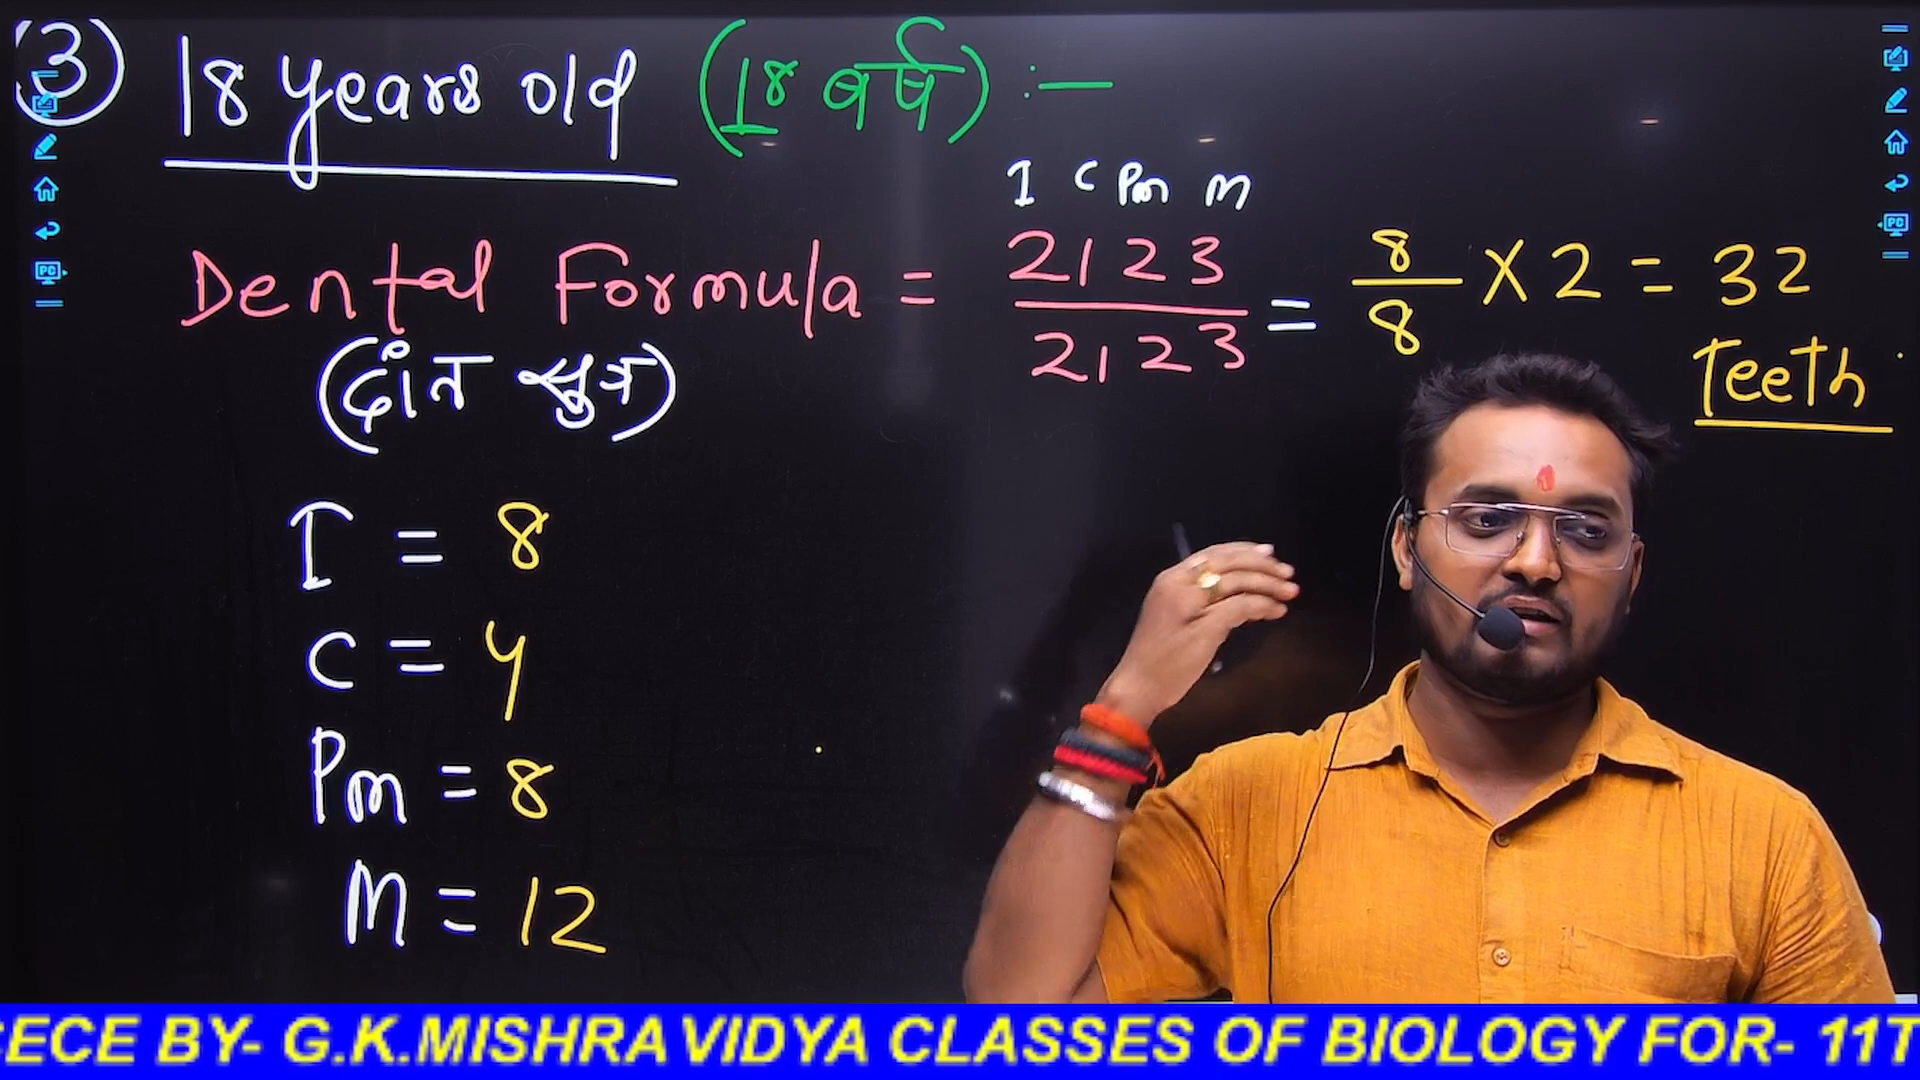 3 18 years old (18 वर्ष) :—
I C Pm M
Dental Formula = 2123/2123 = 8/8 X 2 = 32
Teeth
(दांत सुत्र)
I = 8
C = 4
Pm = 8
M = 12
ECE BY- G.K.MISHRA VIDYA CLASSES OF BIOLOGY FOR- 11T